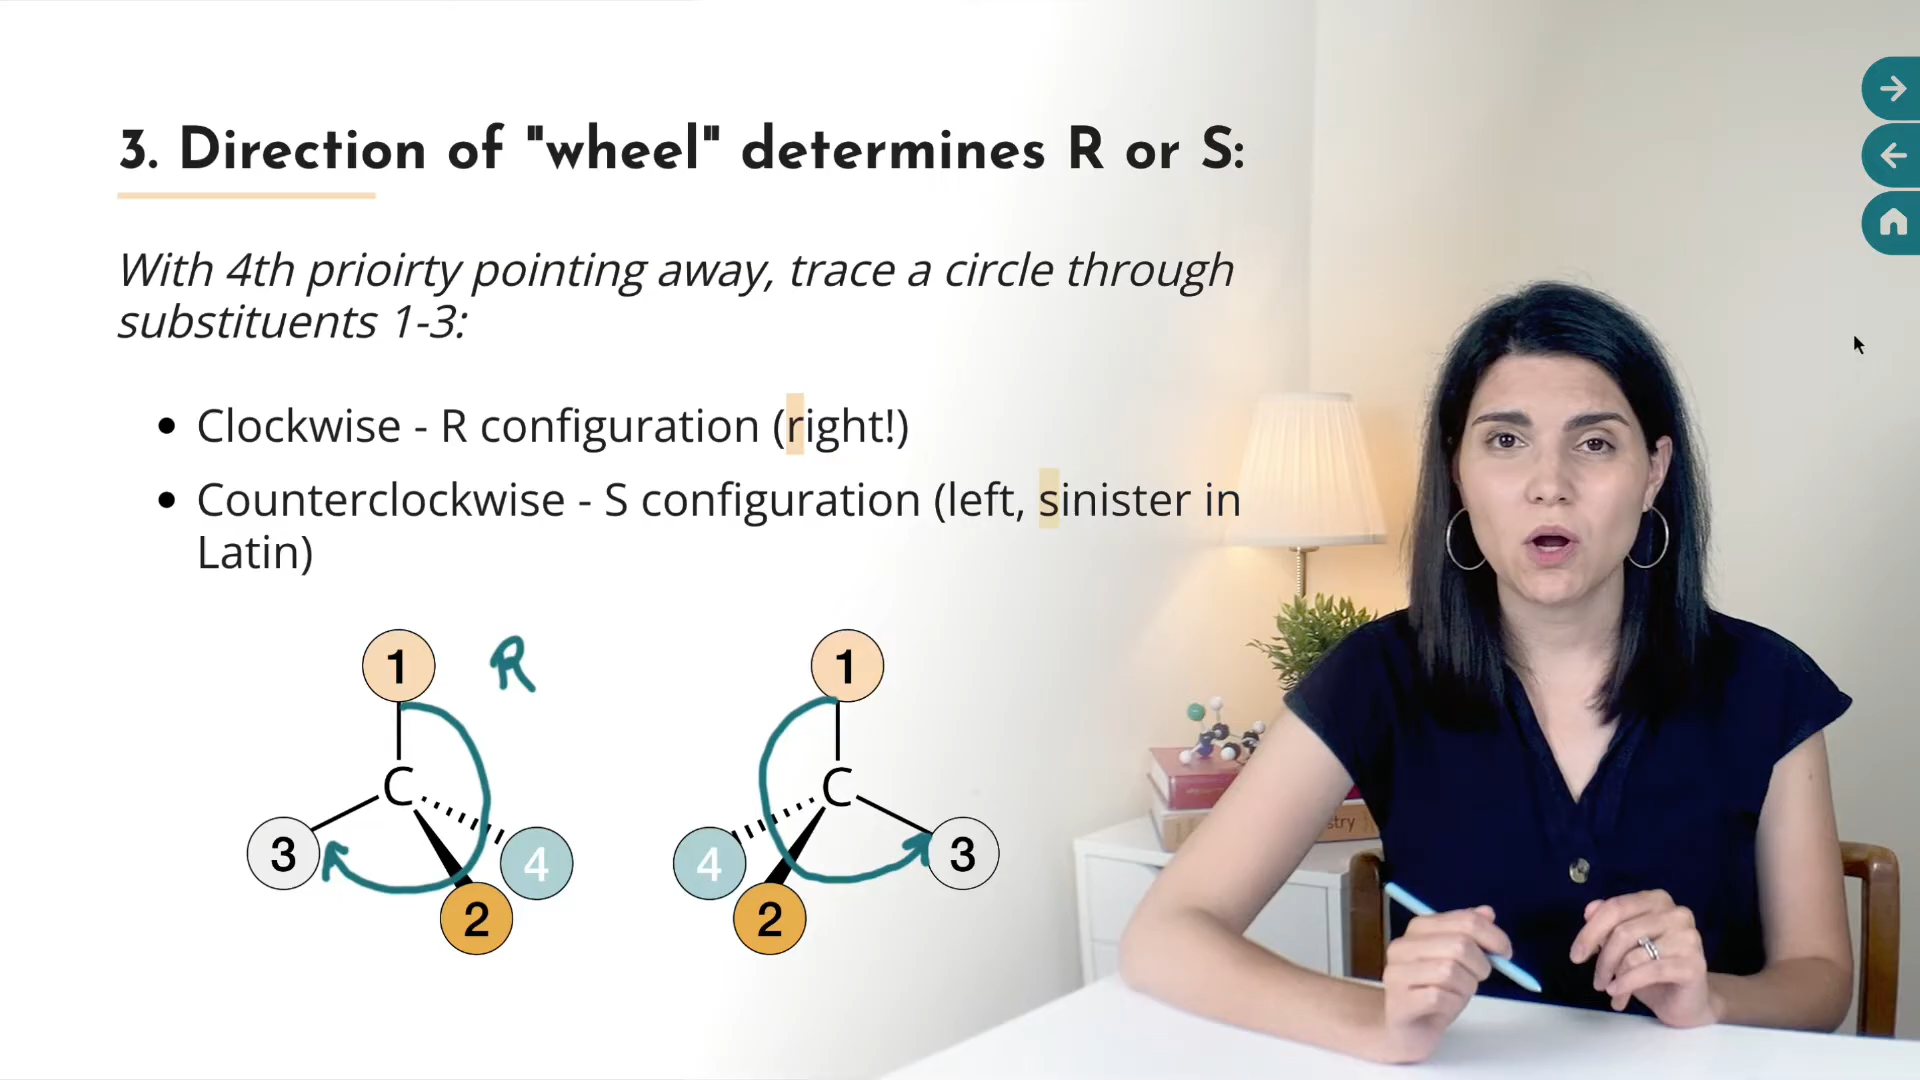 3. Direction of "wheel" determines R or S:
With 4th prioirty pointing away, trace a circle through
substituents 1-3:
• Clockwise - R configuration (right!)
• Counterclockwise - S configuration (left, sinister in
Latin)
1
R
C
3
4
2
1
C
4
3
2